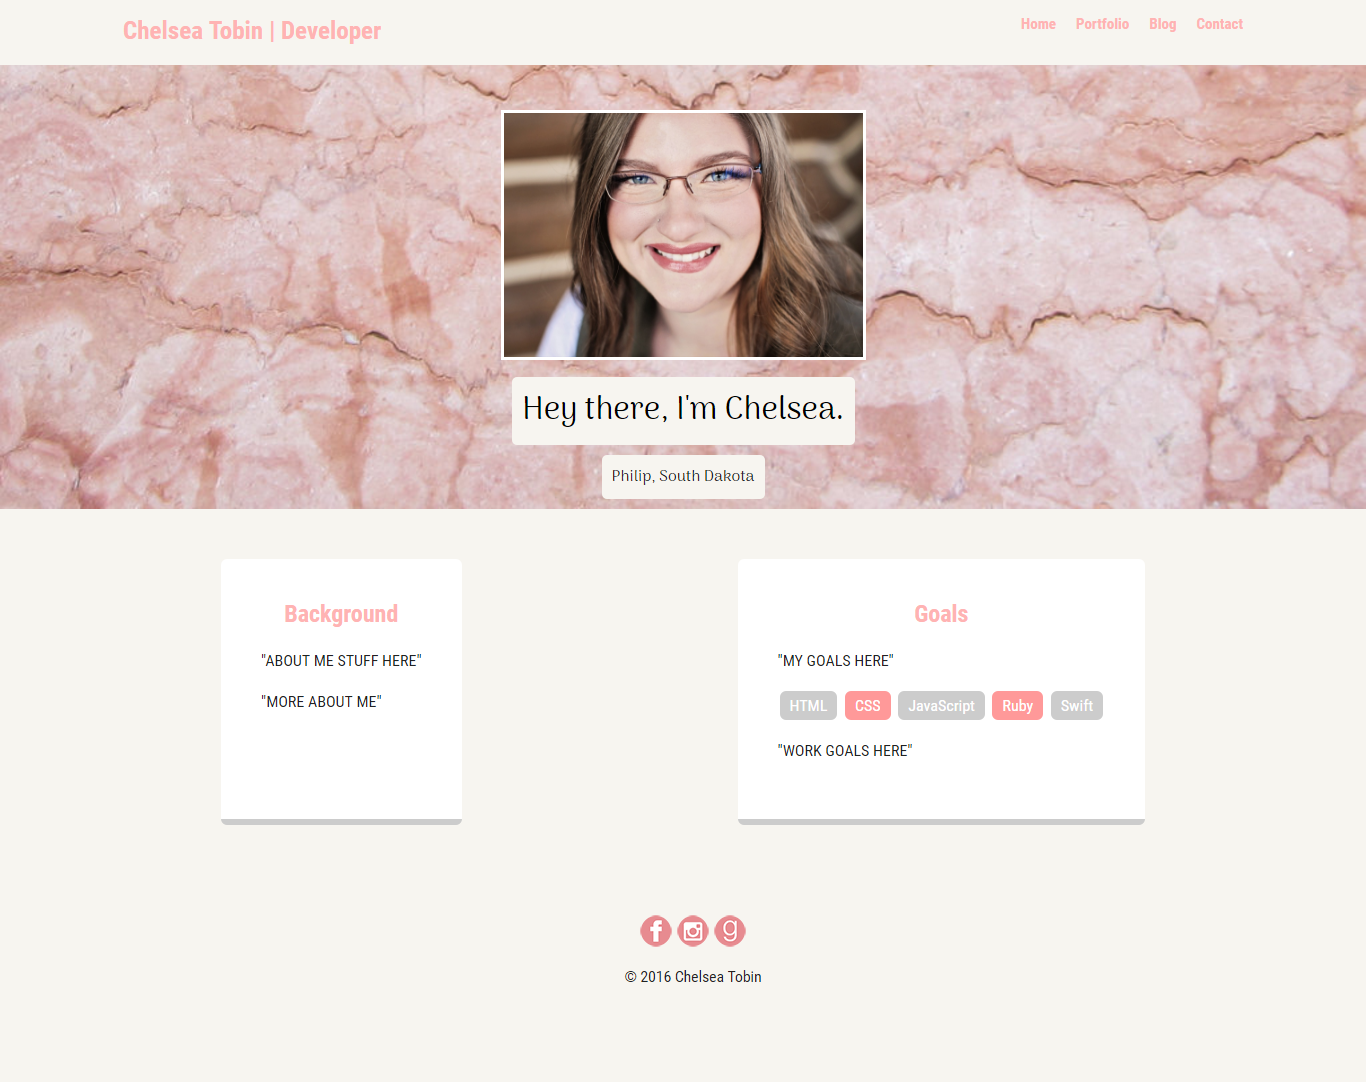 Chelsea Tobin | Developer
Home Portfolio Blog Contact
Hey there, I'm Chelsea.
Philip, South Dakota
Background
"ABOUT ME STUFF HERE"
"MORE ABOUT ME"
Goals
"MY GOALS HERE"
HTML CSS JavaScript Ruby Swift
"WORK GOALS HERE"
f g
© 2016 Chelsea Tobin